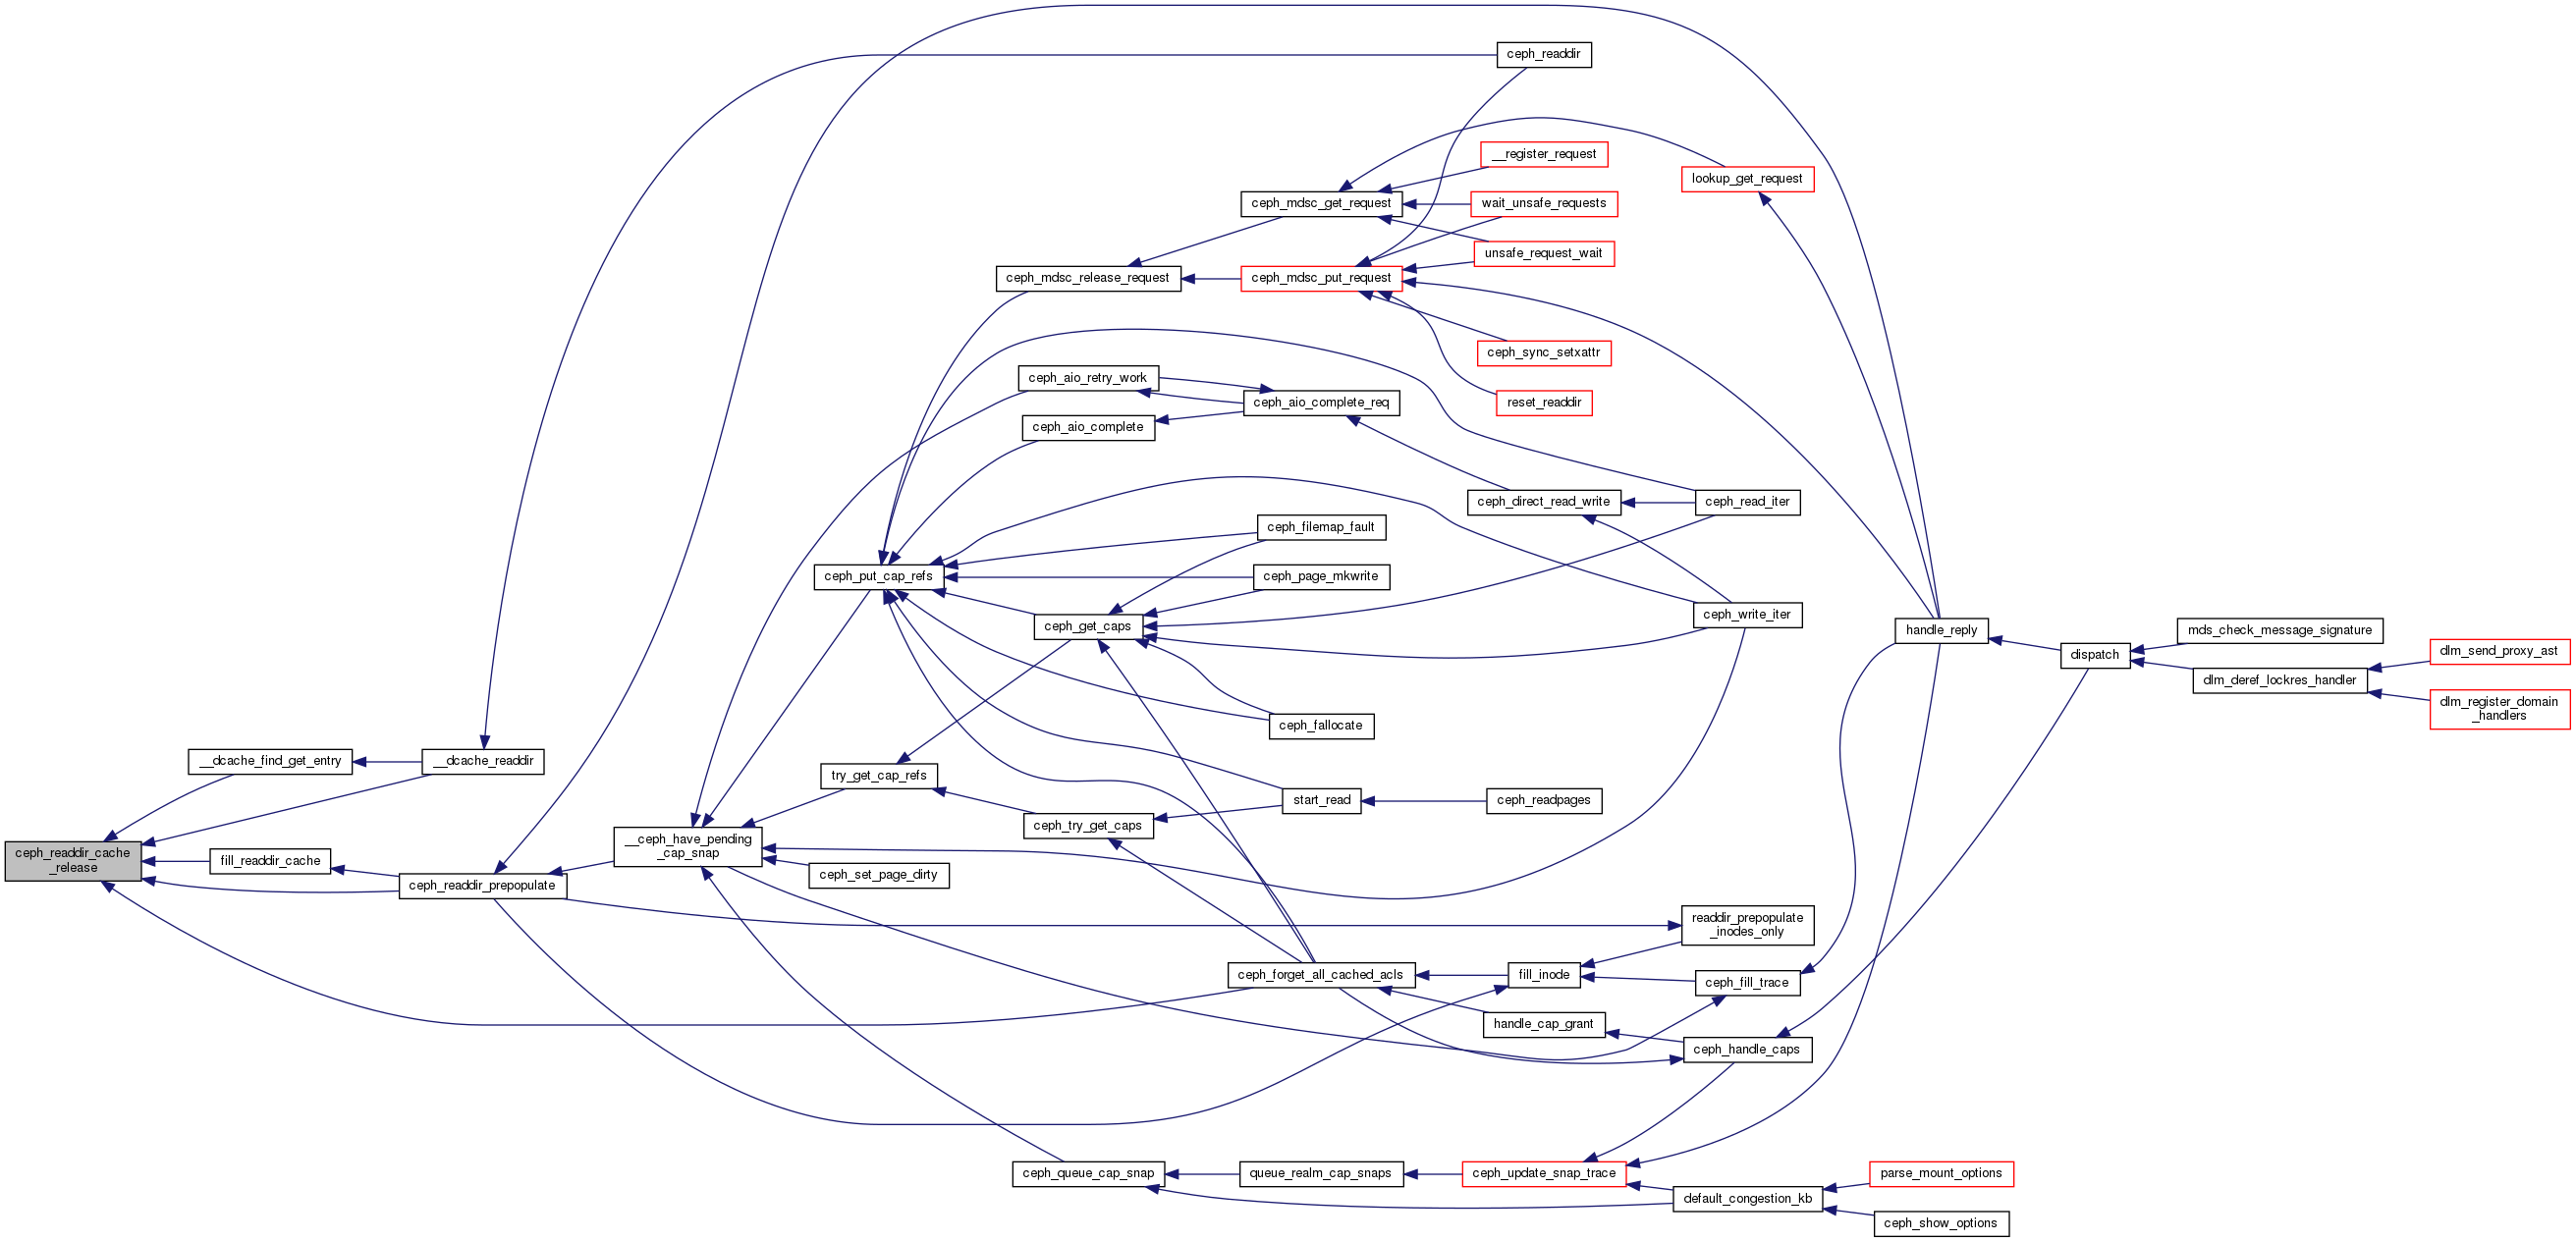 ceph_readdir
__register_request
lookup_get_request
ceph_mdsc_get_request
wait_unsafe_requests
unsafe_request_wait
ceph_mdsc_release_request
ceph_mdsc_put_request
ceph_sync_setxattr
ceph_aio_retry_work
reset_readdir
ceph_aio_complete_req
ceph_aio_complete
ceph_direct_read_write
ceph_read_iter
ceph_filemap_fault
ceph_put_cap_refs
ceph_page_mkwrite
ceph_get_caps
ceph_write_iter
handle_reply
mds_check_message_signature
dispatch
dlm_send_proxy_ast
dlm_deref_lockres_handler
dlm_register_domain
_handlers
ceph_fallocate
__dcache_find_get_entry
__dcache_readdir
try_get_cap_refs
start_read
ceph_readpages
ceph_try_get_caps
__ceph_have_pending
_cap_snap
ceph_readdir_cache
_release
fill_readdir_cache
ceph_set_page_dirty
ceph_readdir_prepopulate
readdir_prepopulate
_inodes_only
ceph_forget_all_cached_acls
fill_inode
ceph_fill_trace
handle_cap_grant
ceph_handle_caps
ceph_queue_cap_snap
queue_realm_cap_snaps
ceph_update_snap_trace
parse_mount_options
default_congestion_kb
ceph_show_options